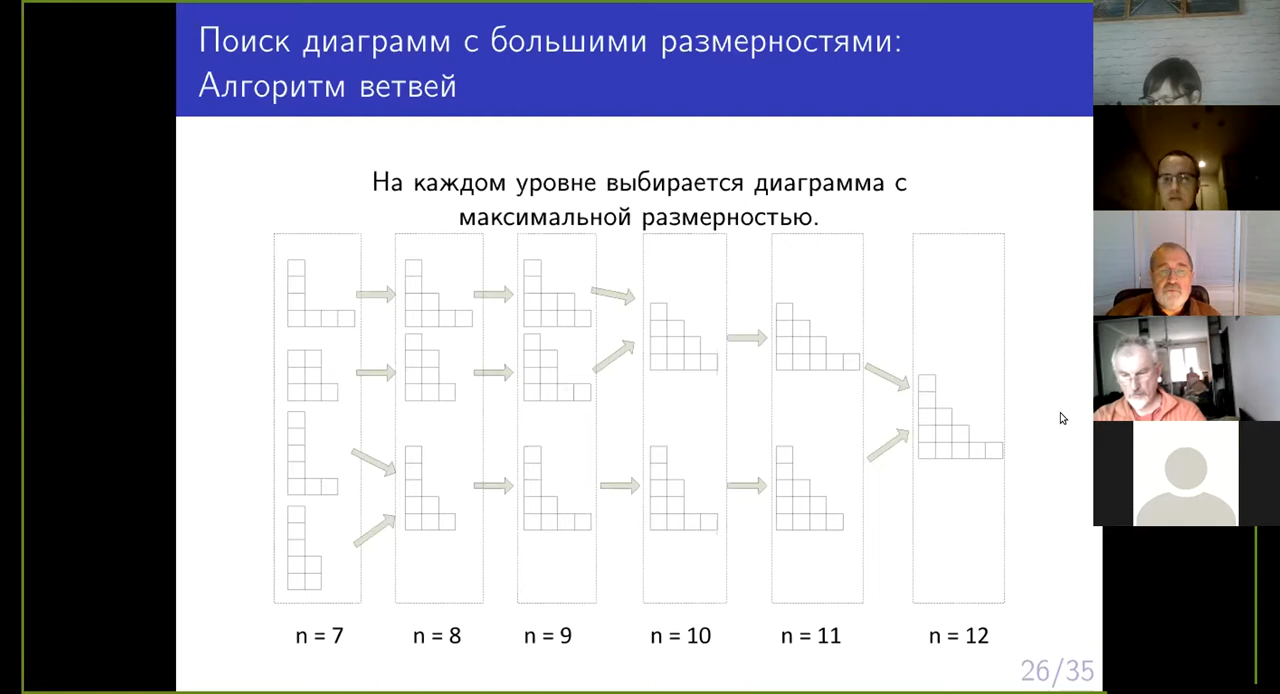 Поиск диаграмм с большими размерностями:
Алгоритм ветвей
На каждом уровне выбирается диаграмма с
максимальной размерностью.
n = 7
n = 8
n = 9
n = 10
n = 11
n = 12
26/35